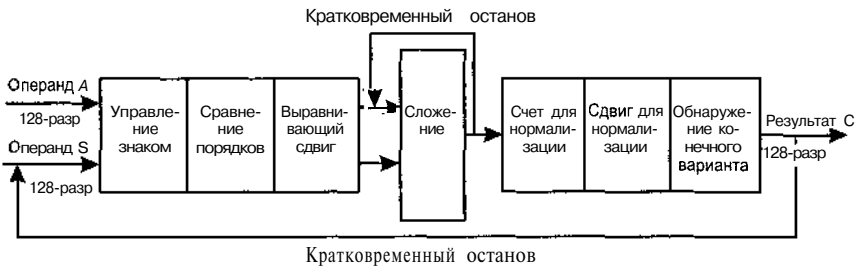 Кратковременный останов
Операнд A
128-разр
Операнд S
128-разр
Управле-
ние
знаком
Сравне-
ние
порядков
Выравни-
вающий
сдвиг
Сложе-
ние
Счет для
нормали-
зации
Сдвиг для
нормали-
зации
Обнаруже-
ние ко-
нечного
варианта
Результат C
128-разр
Кратковременный останов